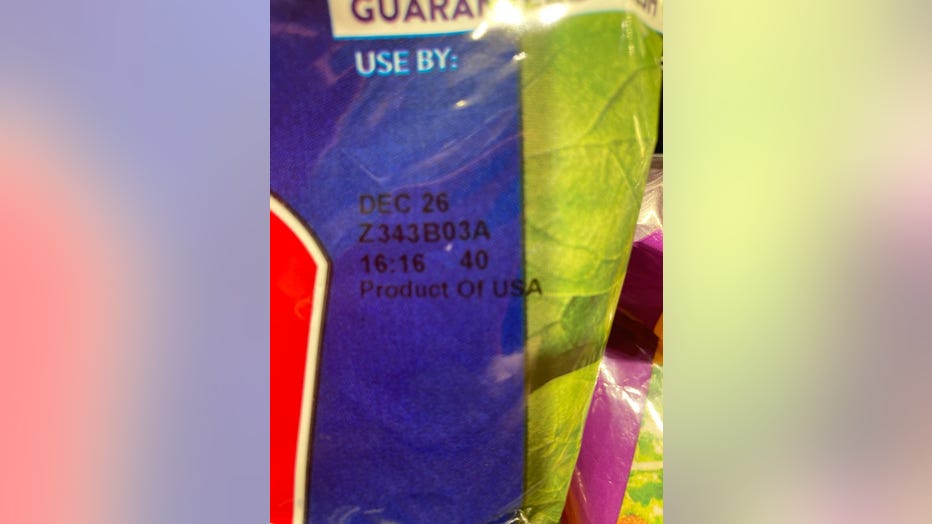 USE BY:
DEC 26
Z343B03A
16:16 40
Product Of USA